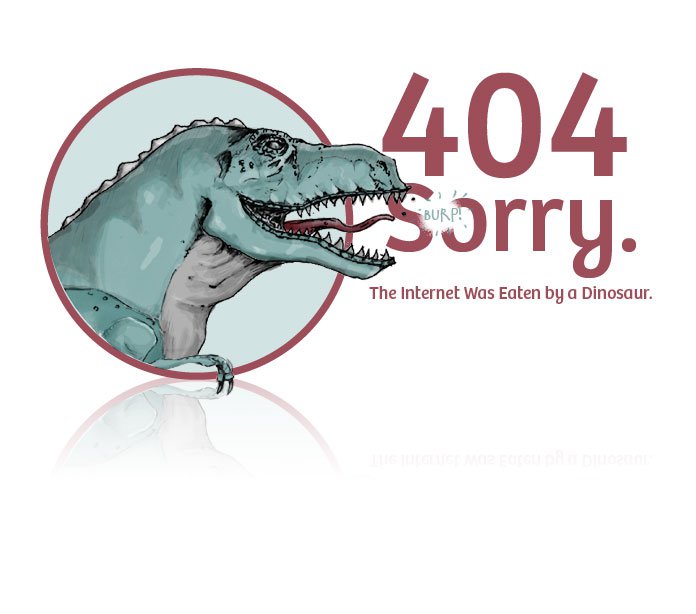 404
Sorry.
BURP!
The Internet Was Eaten by a Dinosaur.
The Internet Was Eaten by a Dinosaur.